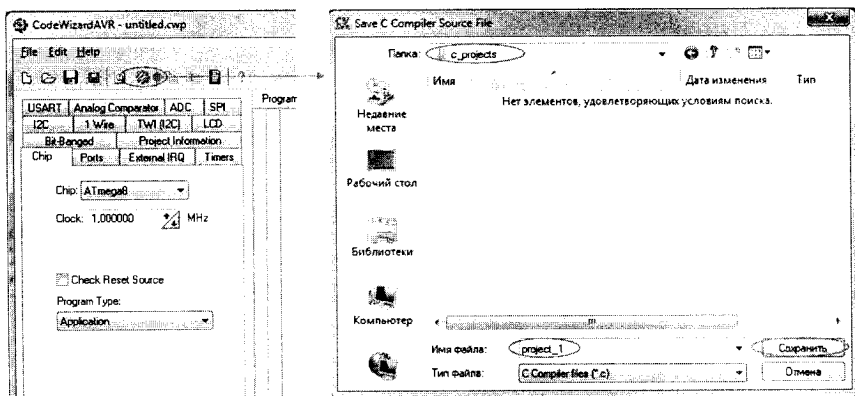 CodeWizardAVR - untitled.cwp
File Edit Help
USART Analog Comparator ADC SPI
I2C 1 Wire TWI (I2C) LCD
Bit-Banged Project Information
Chip Ports External IRQ Timers
Chip: ATmega8
Clock: 1,000000 MHz
Check Reset Source
Program Type:
Application
Program
Save C Compiler Source File
Папка: c_projects
Имя Дата изменения Тип
Нет элементов, удовлетворяющих условиям поиска.
Недавние
места
Рабочий стол
Библиотеки
Компьютер
Имя файла: project_1 Сохранить
Тип файла: C Compiler files (*.c) Отмена